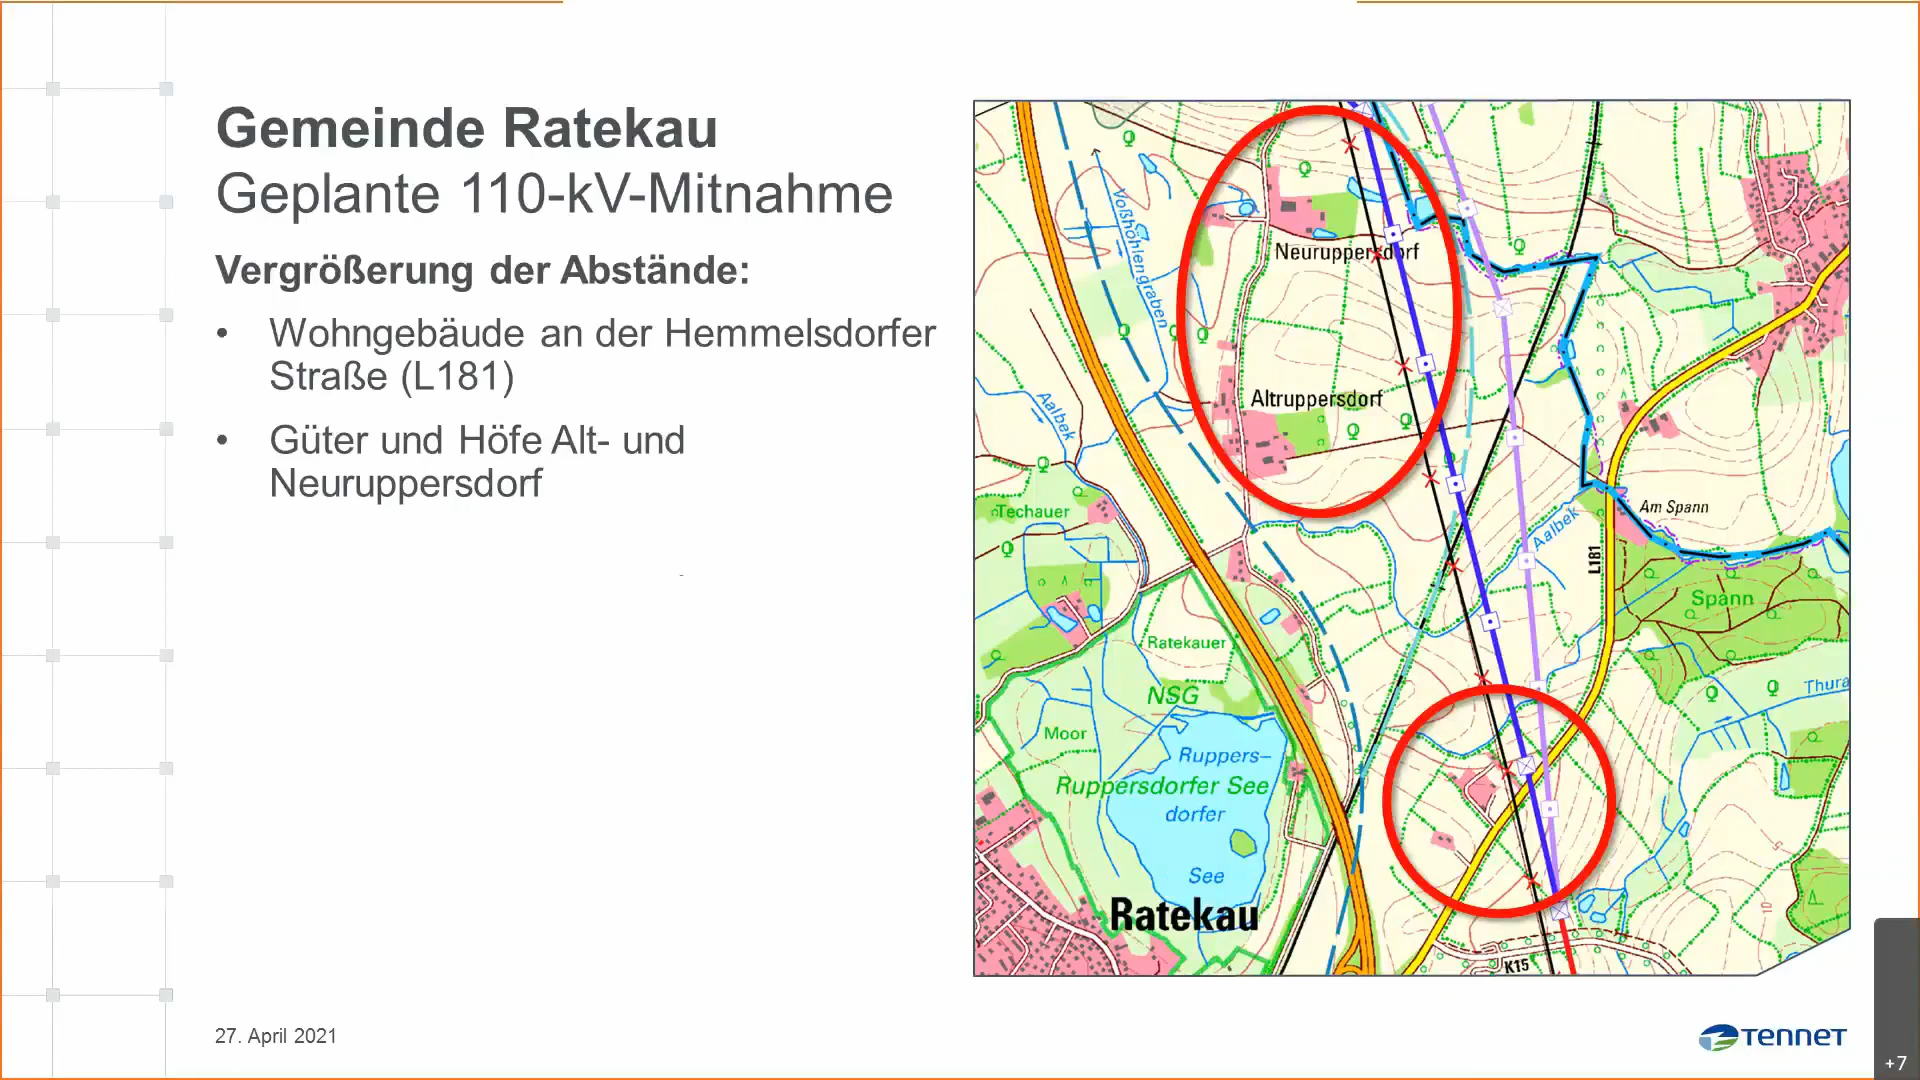 Gemeinde Ratekau
Geplante 110-kV-Mitnahme
Vergrößerung der Abstände:
• Wohngebäude an der Hemmelsdorfer
Straße (L181)
• Güter und Höfe Alt- und
Neuruppersdorf
27. April 2021
Voßhöhlengraben
Neuruppersdorf
Altruppersdorf
Aalbek
Techauer
Aalbek
Am Spann
L181
Spann
Ratekauer
NSG
Thura
Moor
Ruppers–
Ruppersdorfer See
dorfer
See
Ratekau
10
K15
TENNET
+7